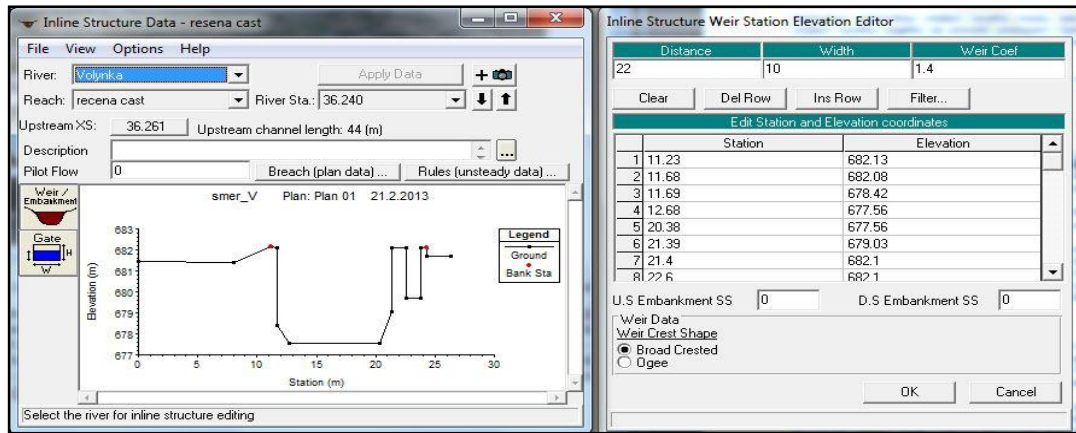 Inline Structure Data - resena cast
File View Options Help
River: Volynka
Apply Data
Reach: recena cast
River Sta.: 36.240
Upstream XS: 36.261 Upstream channel length: 44 (m)
Description
...
Pilot Flow 0
Breach (plan data) ...
Rules (unsteady data) ...
Weir / Embankment
Gate
H
W
smer_V Plan: Plan 01 21.2.2013
683
682
681
680
679
678
677
Elevation (m)
0 5 10 15 20 25 30
Station (m)
Legend
Ground
Bank Sta
Select the river for inline structure editing
Inline Structure Weir Station Elevation Editor
Distance Width Weir Coef
22 10 1.4
Clear Del Row Ins Row Filter...
Edit Station and Elevation coordinates
Station Elevation
1 11.23 682.13
2 11.68 682.08
3 11.69 678.42
4 12.68 677.56
5 20.38 677.56
6 21.39 679.03
7 21.4 682.1
8 22.6 682.1
U.S Embankment SS 0 D.S Embankment SS 0
Weir Data
Weir Crest Shape
Broad Crested
Ogee
OK Cancel